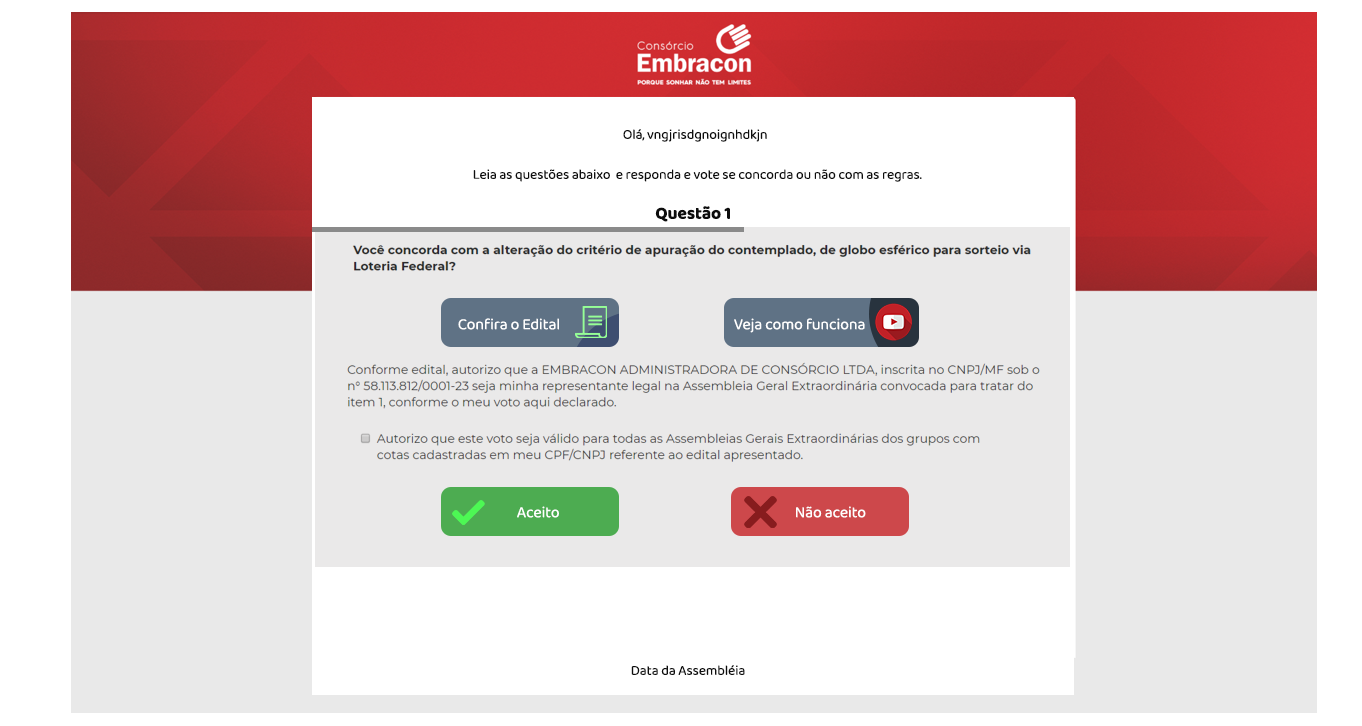 Consórcio
Embracon
PORQUE SONHAR NÃO TEM LIMITES
Olá, vngjrisdgnoignhdkjn
Leia as questões abaixo e responda e vote se concorda ou não com as regras.
Questão 1
Você concorda com a alteração do critério de apuração do contemplado, de globo esférico para sorteio via
Loteria Federal?
Confira o Edital
Veja como funciona
Conforme edital, autorizo que a EMBRACON ADMINISTRADORA DE CONSÓRCIO LTDA, inscrita no CNPJ/MF sob o
nº 58.113.812/0001-23 seja minha representante legal na Assembleia Geral Extraordinária convocada para tratar do
item 1, conforme o meu voto aqui declarado.
Autorizo que este voto seja válido para todas as Assembleias Gerais Extraordinárias dos grupos com
cotas cadastradas em meu CPF/CNPJ referente ao edital apresentado.
Aceito
Não aceito
Data da Assembléia